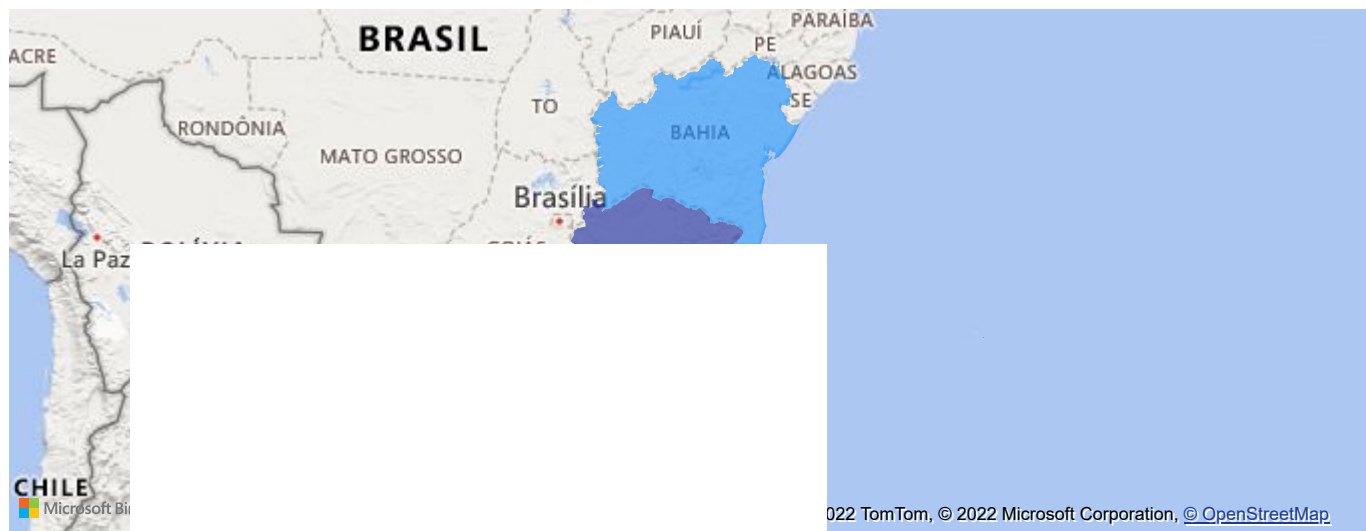 PARAÍBA
BRASIL
PIAUÍ
PE
ACRE
ALAGOAS
TO
SE
RONDÔNIA
BAHIA
MATO GROSSO
Brasília
La Paz
CHILE
Microsoft
022 TomTom, © 2022 Microsoft Corporation, © OpenStreetMap